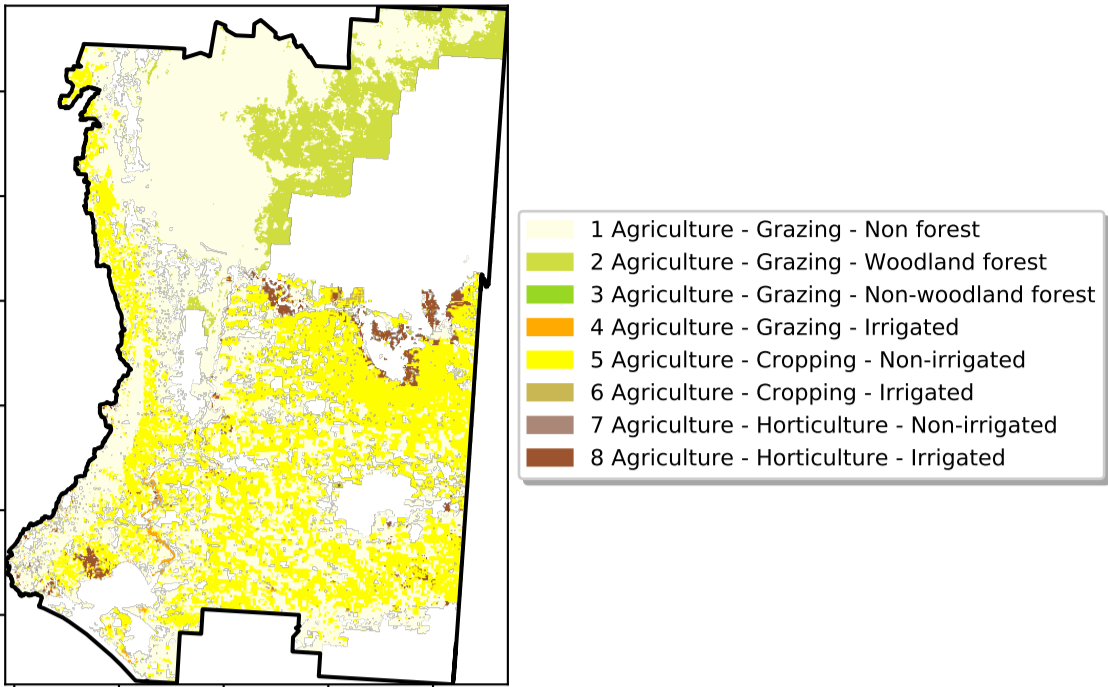 1 Agriculture - Grazing - Non forest
2 Agriculture - Grazing - Woodland forest
3 Agriculture - Grazing - Non-woodland forest
4 Agriculture - Grazing - Irrigated
5 Agriculture - Cropping - Non-irrigated
6 Agriculture - Cropping - Irrigated
7 Agriculture - Horticulture - Non-irrigated
8 Agriculture - Horticulture - Irrigated